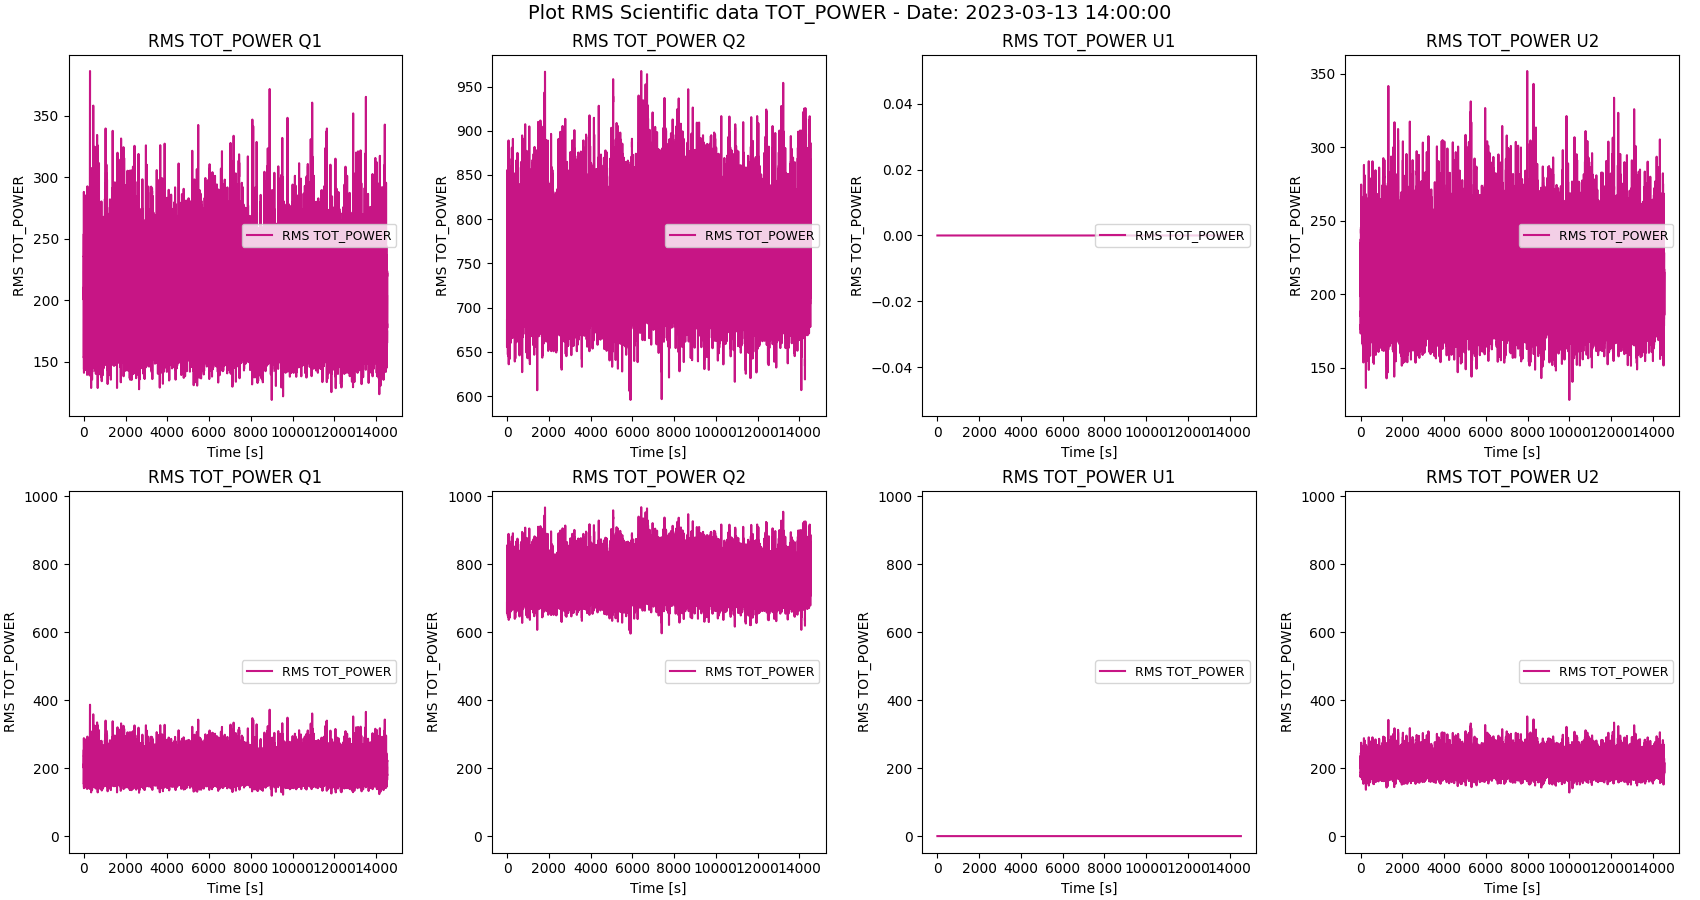 Plot RMS Scientific data TOT_POWER - Date: 2023-03-13 14:00:00
RMS TOT_POWER Q1
RMS TOT_POWER
350
300
250
200
150
RMS TOT_POWER
0 2000 4000 6000 8000 10000 12000 14000
Time [s]
RMS TOT_POWER Q2
RMS TOT_POWER
950
900
850
800
750
700
650
600
RMS TOT_POWER
0 2000 4000 6000 8000 10000 12000 14000
Time [s]
RMS TOT_POWER U1
RMS TOT_POWER
0.04
0.02
0.00
−0.02
−0.04
RMS TOT_POWER
0 2000 4000 6000 8000 10000 12000 14000
Time [s]
RMS TOT_POWER U2
RMS TOT_POWER
350
300
250
200
150
RMS TOT_POWER
0 2000 4000 6000 8000 10000 12000 14000
Time [s]
RMS TOT_POWER Q1
RMS TOT_POWER
1000
800
600
400
200
0
RMS TOT_POWER
0 2000 4000 6000 8000 10000 12000 14000
Time [s]
RMS TOT_POWER Q2
RMS TOT_POWER
1000
800
600
400
200
0
RMS TOT_POWER
0 2000 4000 6000 8000 10000 12000 14000
Time [s]
RMS TOT_POWER U1
RMS TOT_POWER
1000
800
600
400
200
0
RMS TOT_POWER
0 2000 4000 6000 8000 10000 12000 14000
Time [s]
RMS TOT_POWER U2
RMS TOT_POWER
1000
800
600
400
200
0
RMS TOT_POWER
0 2000 4000 6000 8000 10000 12000 14000
Time [s]